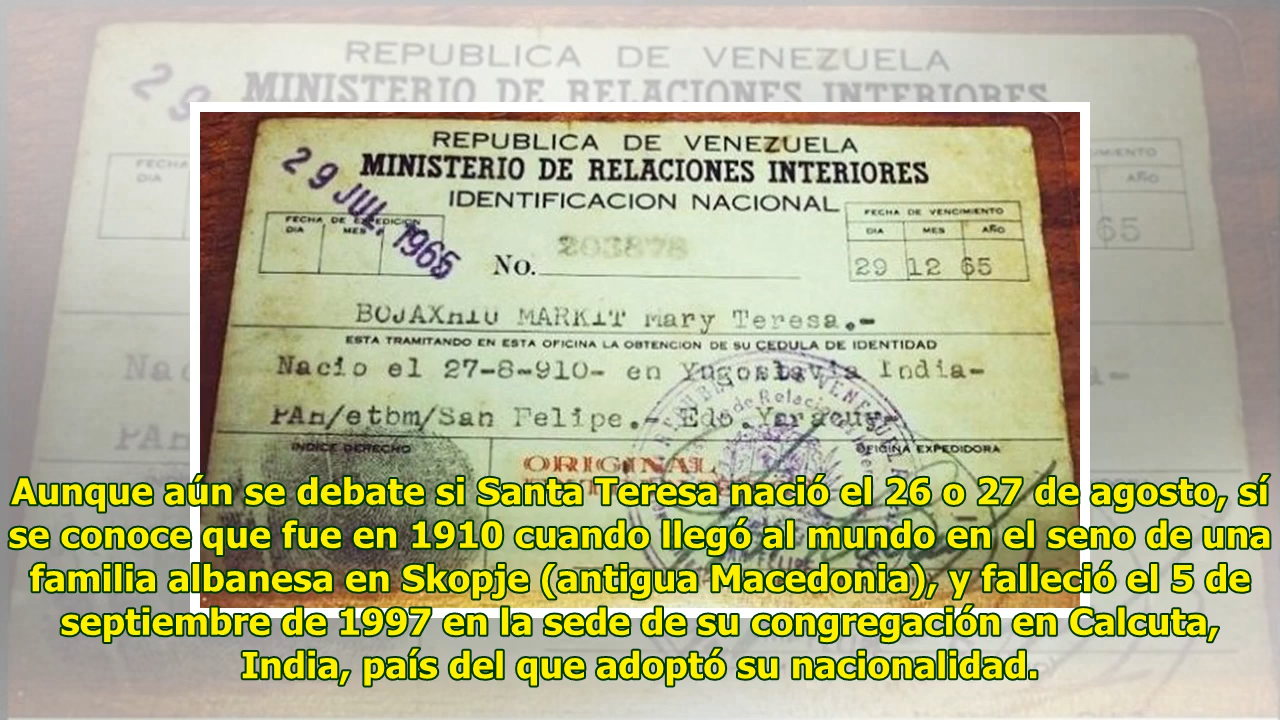 REPUBLICA DE VENEZUELA
MINISTERIO DE RELACIONES INTERIORES
IDENTIFICACION NACIONAL
29 JUL. 1965
FECHA DE EXPEDICION
DIA MES
FECHA DE VENCIMIENTO
DIA MES AÑO
29 12 65
No. 203878
BOJAXHIU MARKIT Mary Teresa.-
ESTA TRAMITANDO EN ESTA OFICINA LA OBTENCION DE SU CEDULA DE IDENTIDAD
Nacio el 27-8-910- en Yugoslavia India-
PAH/etbm/San Felipe.- Edo. Yaracuy-
INDICE DERECHO
OFICINA EXPEDIDORA
ORIGINAL
Aunque aún se debate si Santa Teresa nació el 26 o 27 de agosto, sí
se conoce que fue en 1910 cuando llegó al mundo en el seno de una
familia albanesa en Skopje (antigua Macedonia), y falleció el 5 de
septiembre de 1997 en la sede de su congregación en Calcuta,
India, país del que adoptó su nacionalidad.